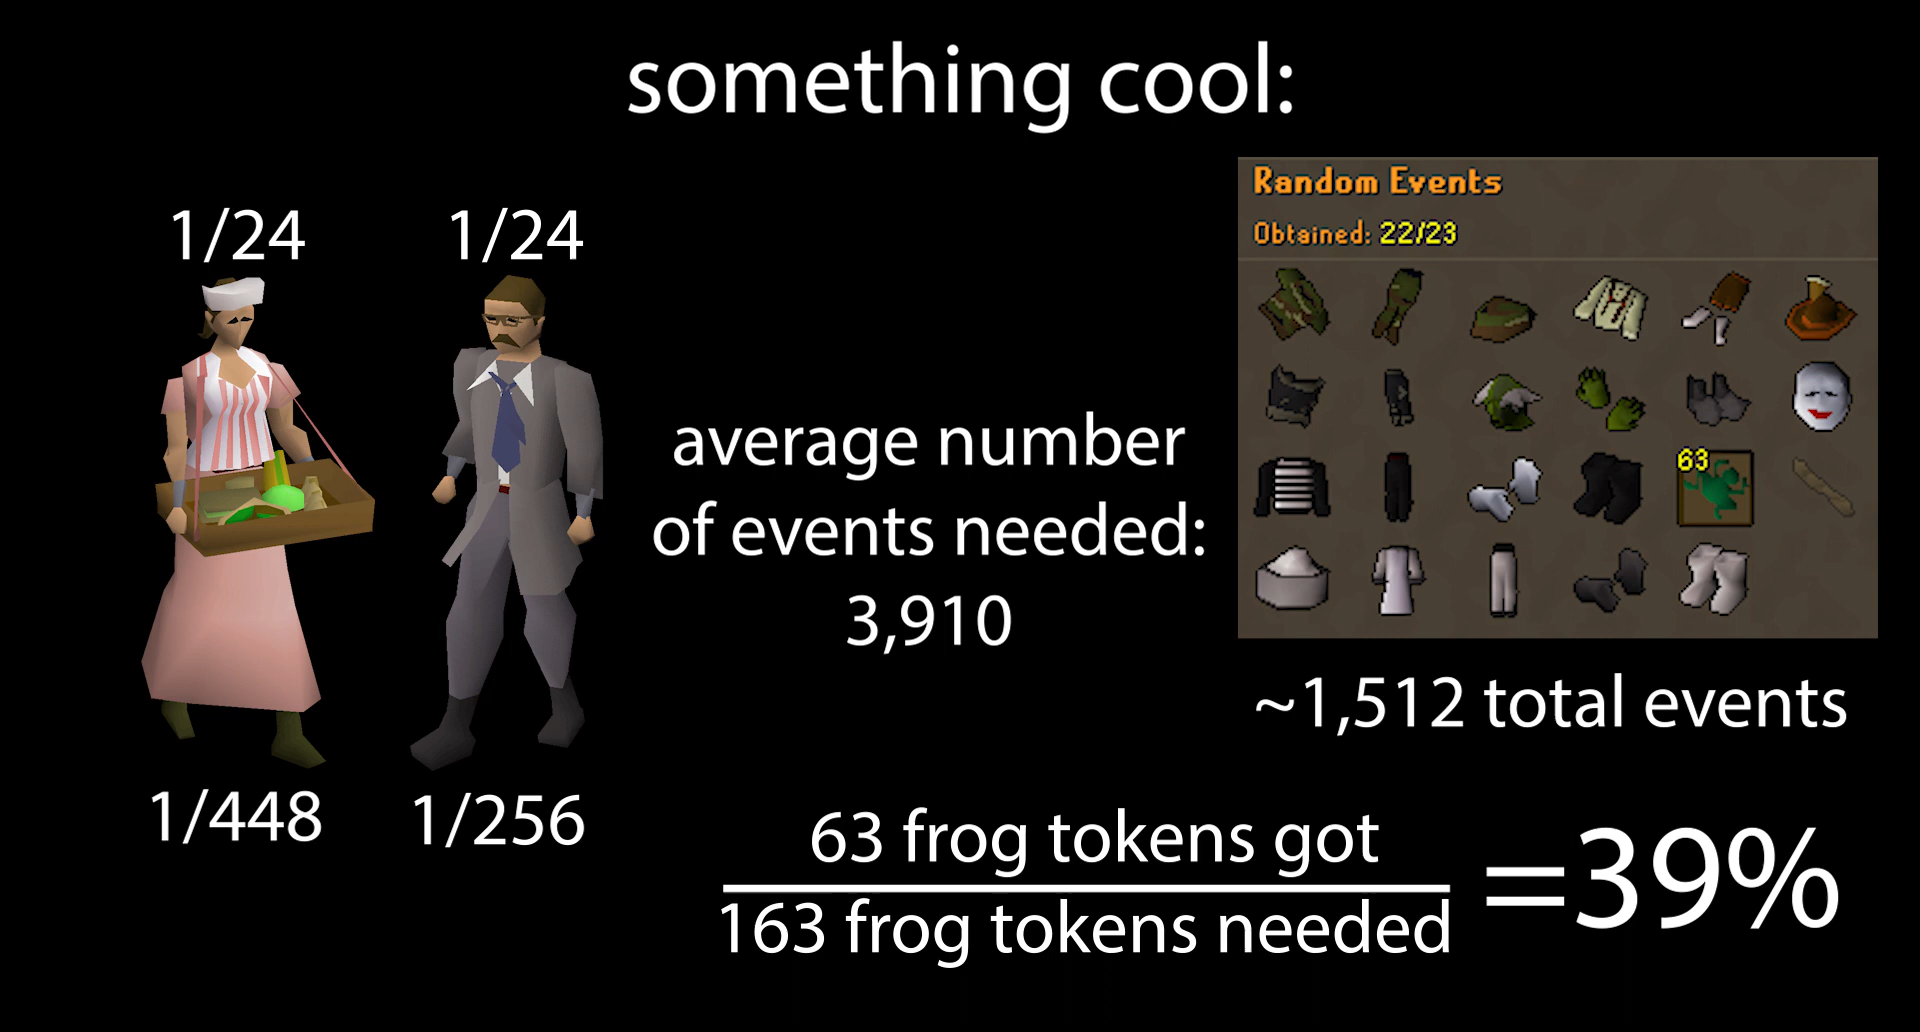 something cool:
1/24
1/24
1/448
1/256
average number
of events needed:
3,910
Random Events
Obtained: 22/23
63
~1,512 total events
63 frog tokens got
163 frog tokens needed
=39%